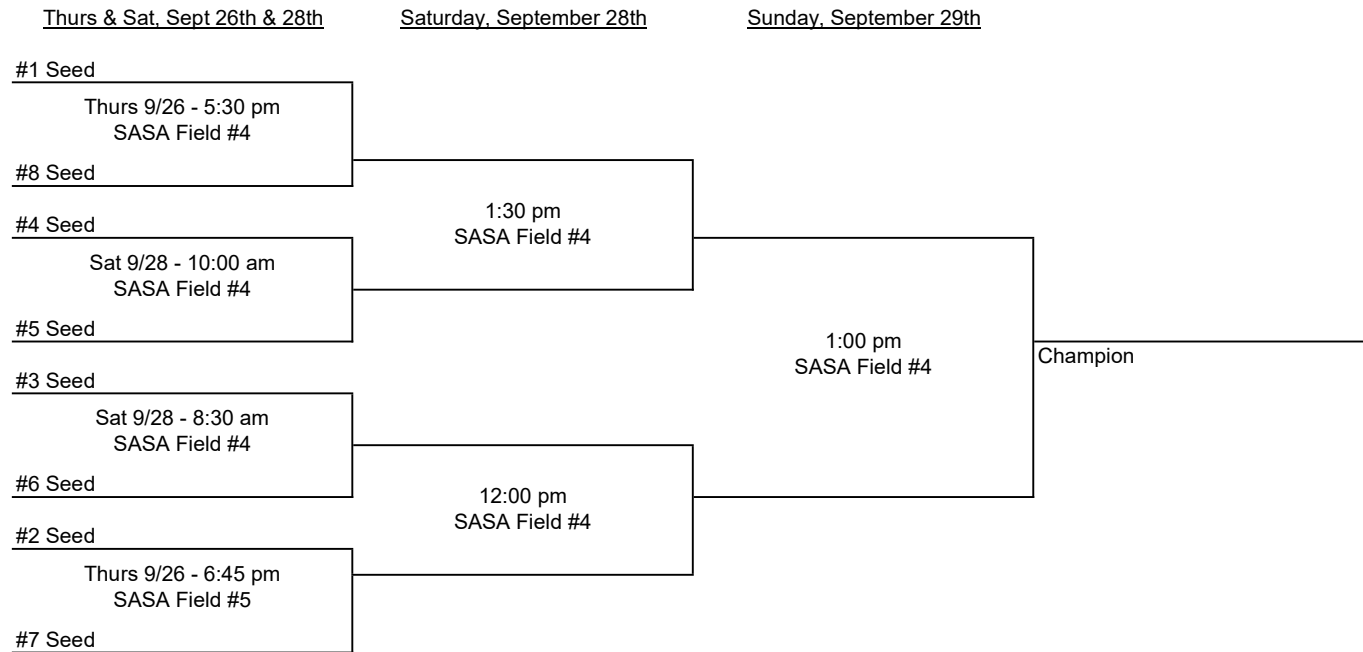 Thurs & Sat, Sept 26th & 28th
Saturday, September 28th
Sunday, September 29th
#1 Seed
Thurs 9/26 - 5:30 pm
SASA Field #4
#8 Seed
#4 Seed
Sat 9/28 - 10:00 am
SASA Field #4
#5 Seed
#3 Seed
Sat 9/28 - 8:30 am
SASA Field #4
#6 Seed
#2 Seed
Thurs 9/26 - 6:45 pm
SASA Field #5
#7 Seed
1:30 pm
SASA Field #4
12:00 pm
SASA Field #4
1:00 pm
SASA Field #4
Champion